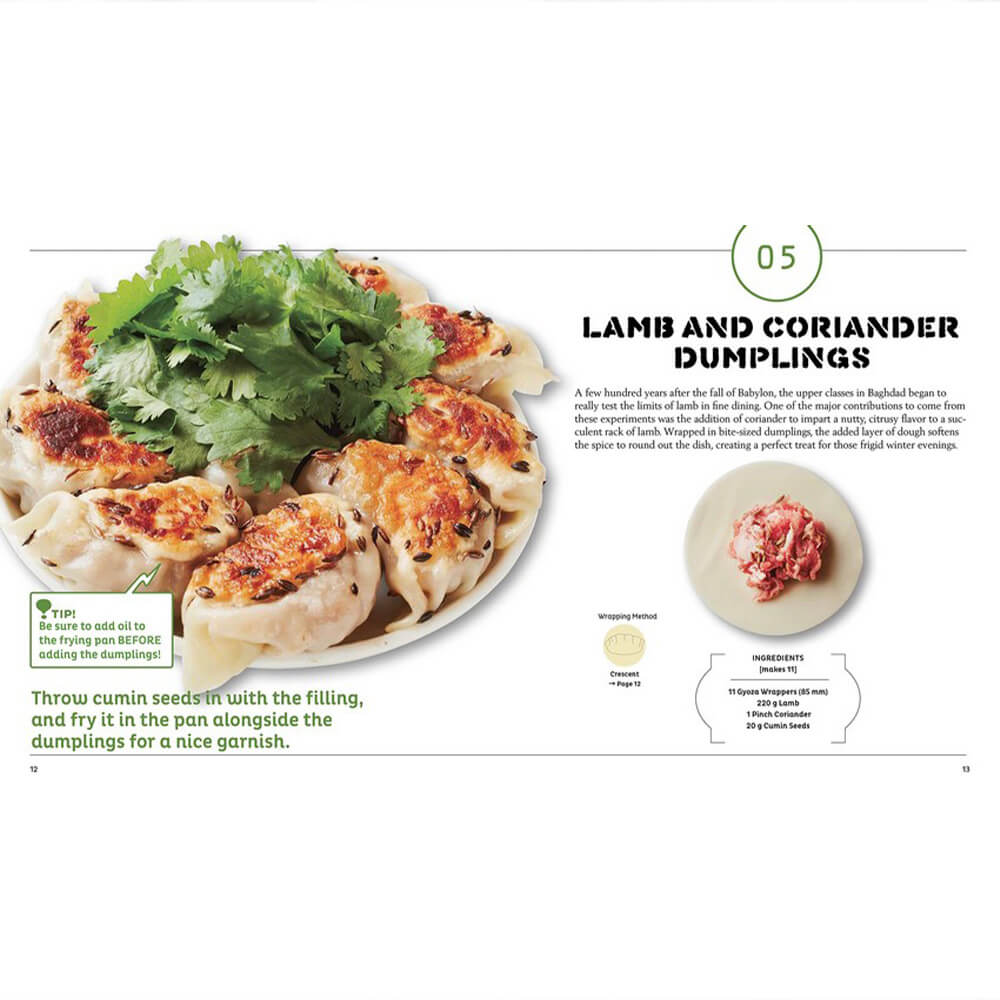 TIP!
Be sure to add oil to
the frying pan BEFORE
adding the dumplings!
Throw cumin seeds in with the filling,
and fry it in the pan alongside the
dumplings for a nice garnish.
12
05
LAMB AND CORIANDER
DUMPLINGS
A few hundred years after the fall of Babylon, the upper classes in Baghdad began to
really test the limits of lamb in fine dining. One of the major contributions to come from
these experiments was the addition of coriander to impart a nutty, citrusy flavor to a suc-
culent rack of lamb. Wrapped in bite-sized dumplings, the added layer of dough softens
the spice to round out the dish, creating a perfect treat for those frigid winter evenings.
Wrapping Method
Crescent
→ Page 12
INGREDIENTS
[makes 11]
11 Gyoza Wrappers (85 mm)
220 g Lamb
1 Pinch Coriander
20 g Cumin Seeds
13